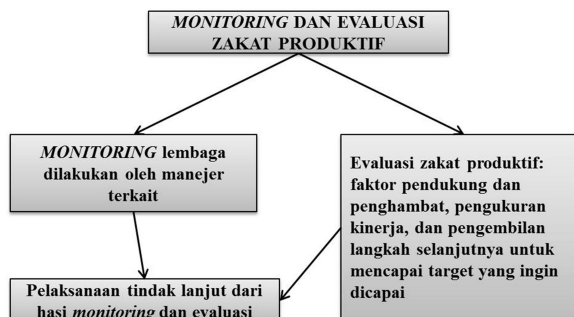 MONITORING DAN EVALUASI
ZAKAT PRODUKTIF
MONITORING lembaga
dilakukan oleh manejer
terkait
Evaluasi zakat produktif:
faktor pendukung dan
penghambat, pengukuran
kinerja, dan pengembilan
langkah selanjutnya untuk
mencapai target yang ingin
dicapai
Pelaksanaan tindak lanjut dari
hasi monitoring dan evaluasi